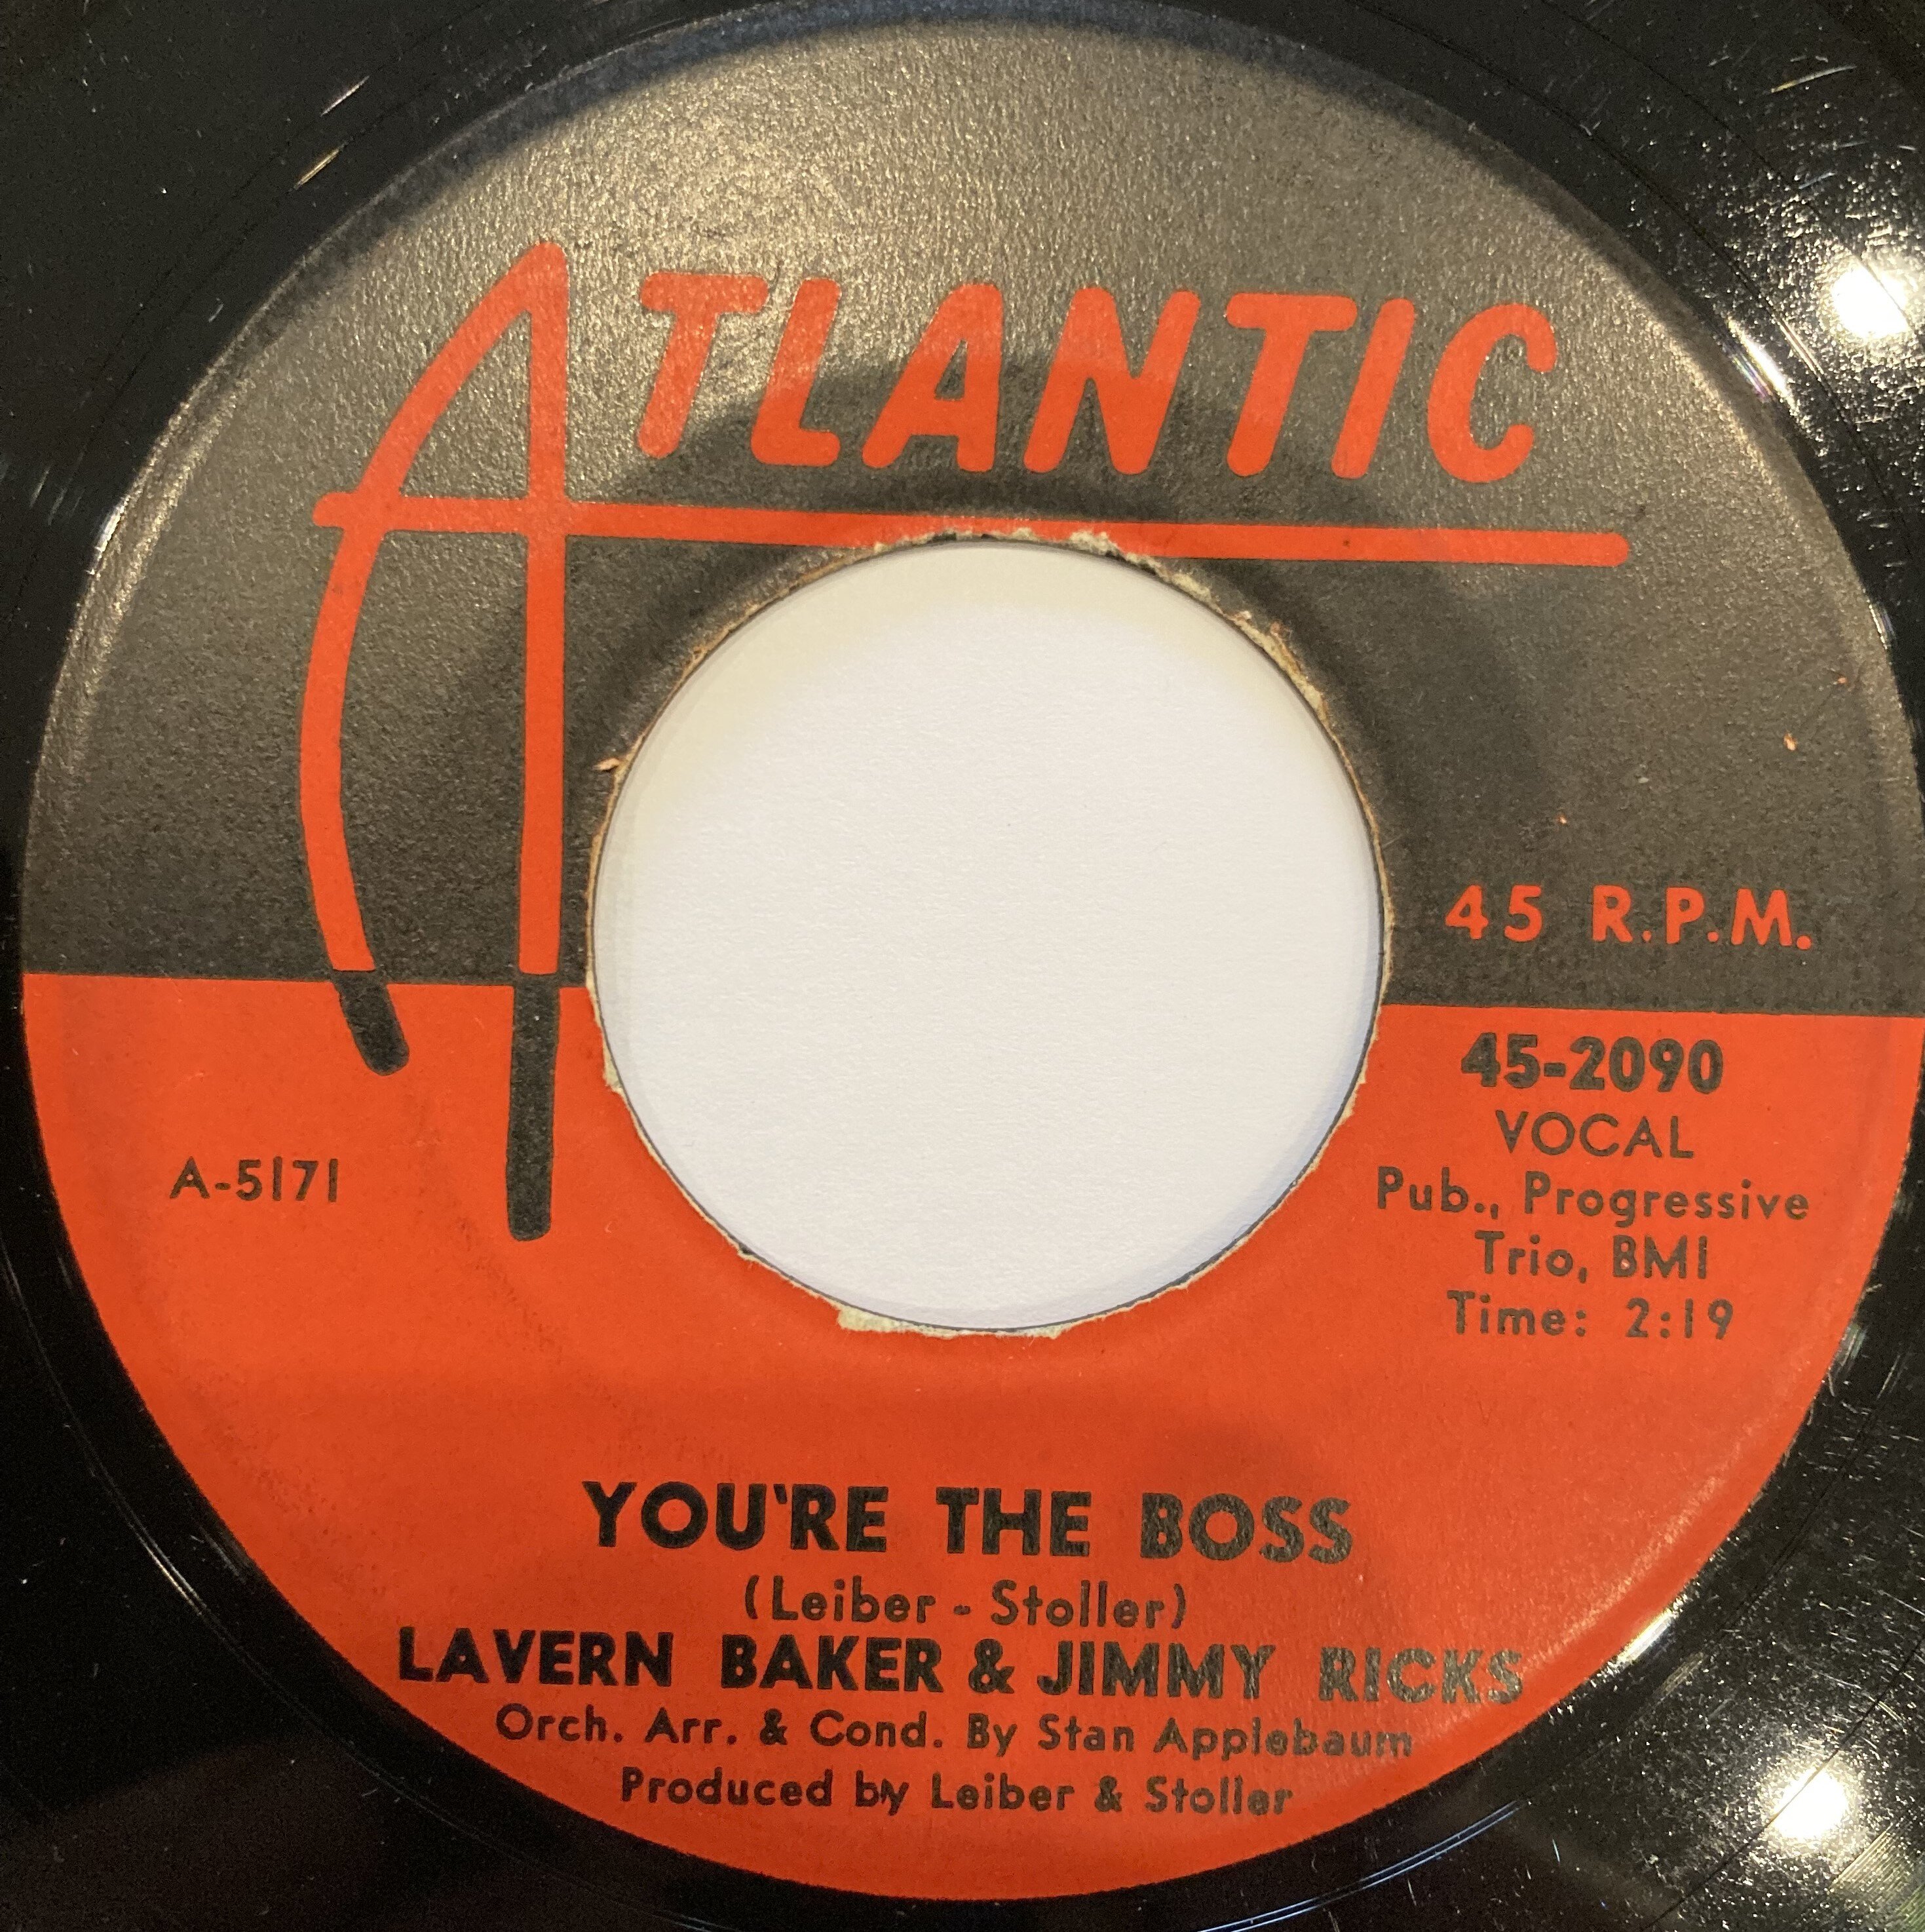 ATLANTIC
45 R.P.M.
45-2090
VOCAL
Pub., Progressive
Trio, BMI
Time: 2:19
A-5171
YOU'RE THE BOSS
(Leiber - Stoller)
LAVERN BAKER & JIMMY RICKS
Orch. Arr. & Cond. By Stan Applebaum
Produced by Leiber & Stoller